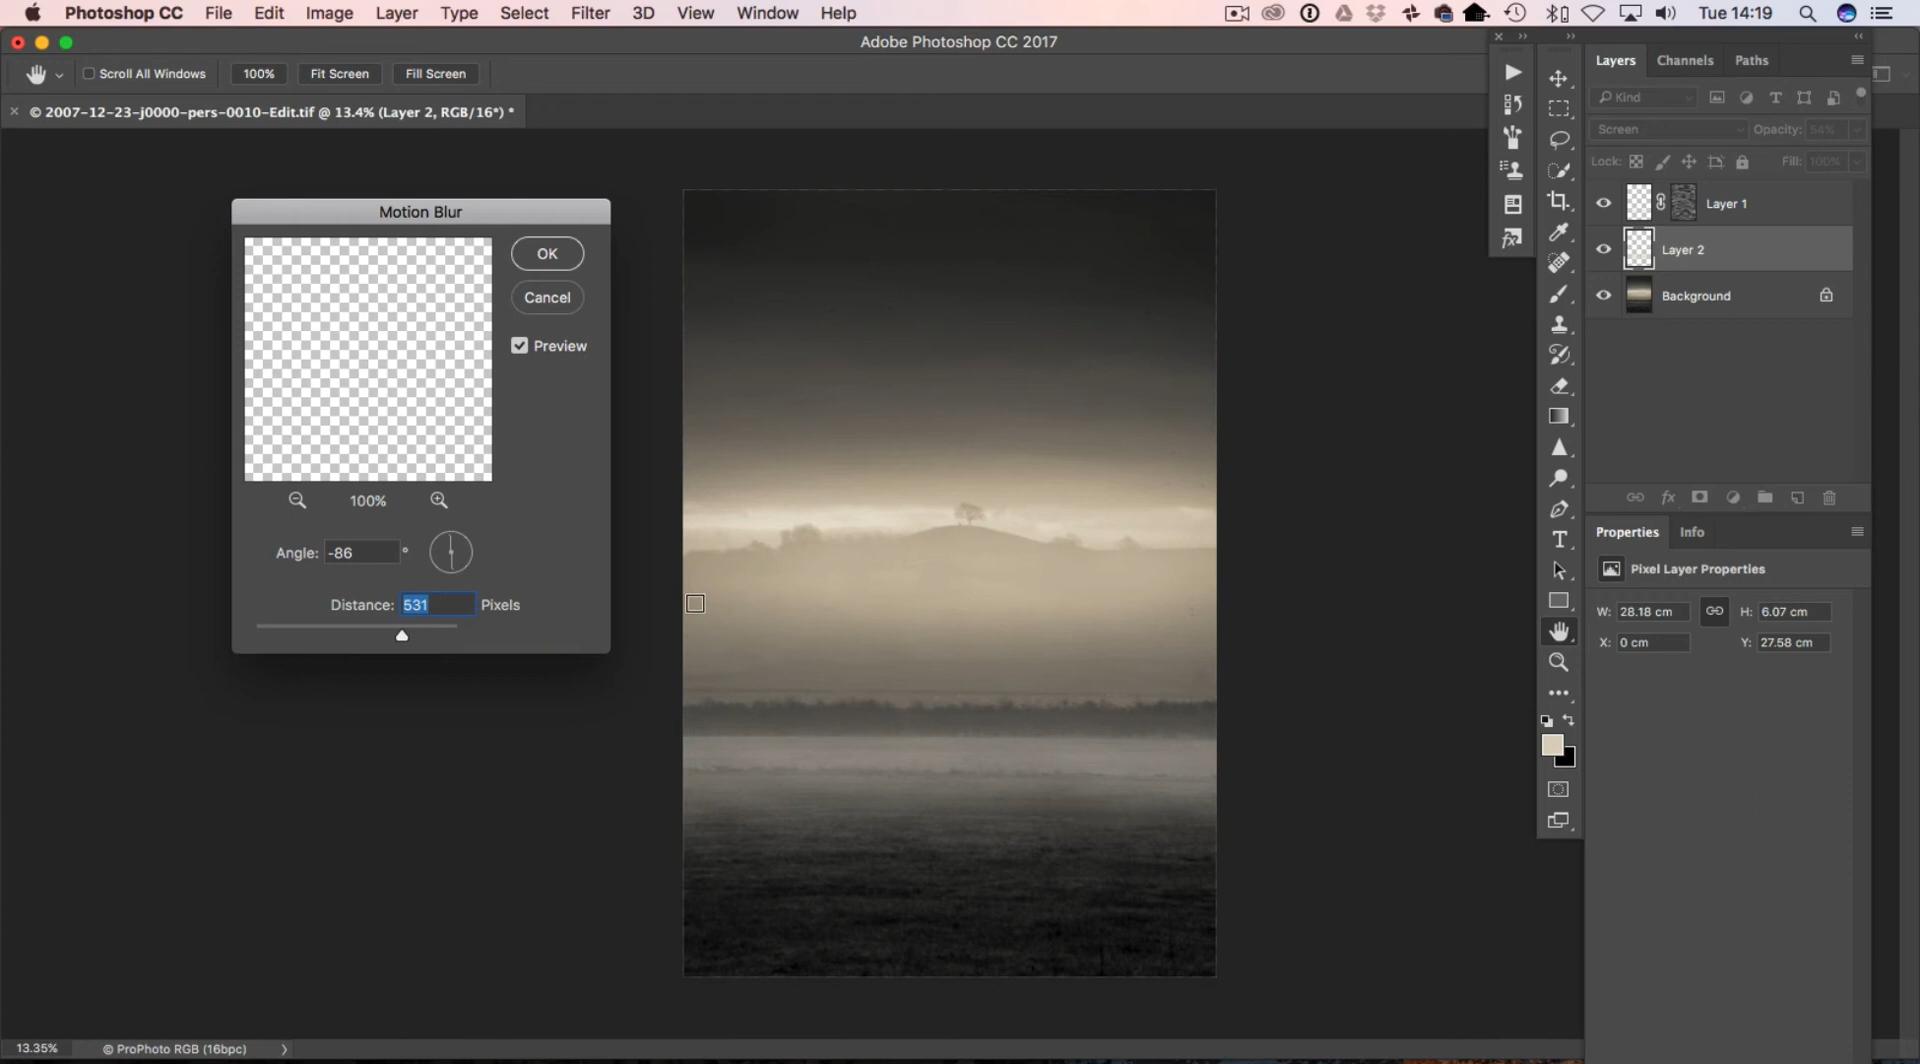 Photoshop CC File Edit Image Layer Type Select Filter 3D View Window Help Tue 14:19
Adobe Photoshop CC 2017
Scroll All Windows 100% Fit Screen Fill Screen
© 2007-12-23-j0000-pers-0010-Edit.tif @ 13.4% (Layer 2, RGB/16*) *
Motion Blur
OK
Cancel
Preview
100%
Angle: -86 °
Distance: 531 Pixels
Layers Channels Paths
Kind
Screen Opacity: 54%
Lock: Fill: 100%
Layer 1
Layer 2
Background
fx
Properties Info
Pixel Layer Properties
W: 28.18 cm H: 6.07 cm
X: 0 cm Y: 27.58 cm
13.35% © ProPhoto RGB (16bpc)